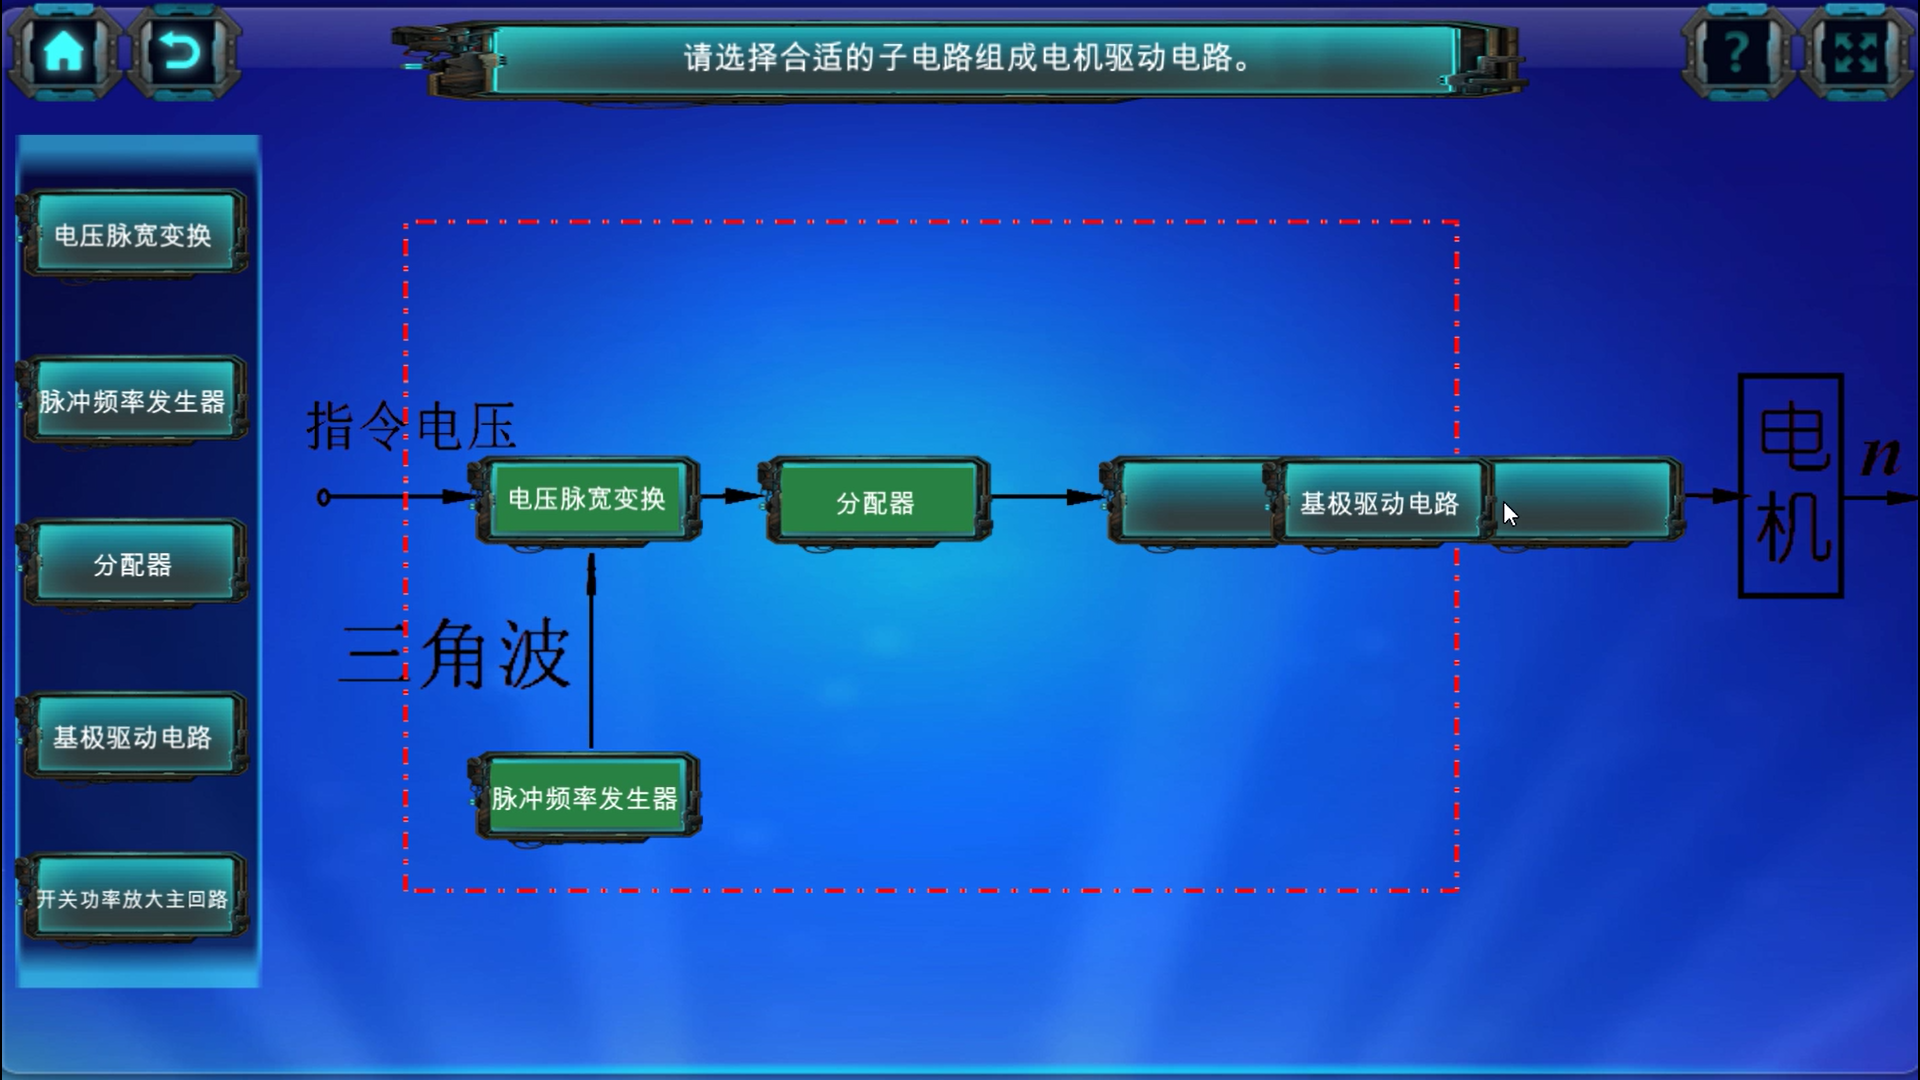 请选择合适的子电路组成电机驱动电路。
?
电压脉宽变换
脉冲频率发生器
分配器
基极驱动电路
开关功率放大主回路
指令电压
电压脉宽变换
分配器
基极驱动电路
电机
n
三角波
脉冲频率发生器